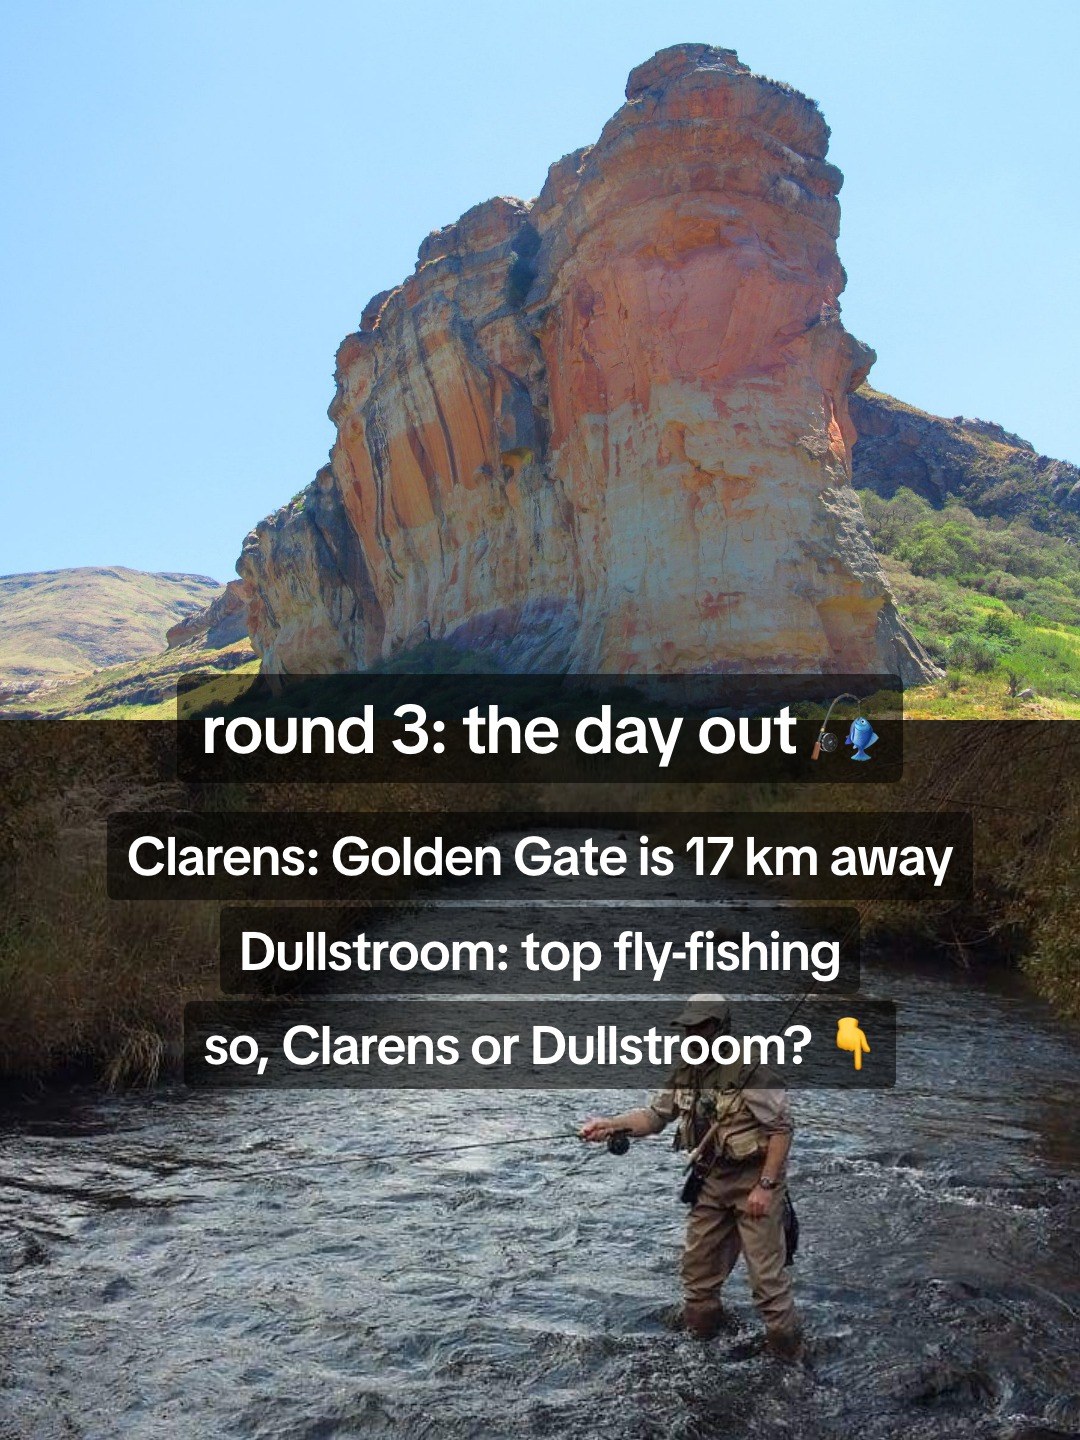 round 3: the day out 🎣
Clarens: Golden Gate is 17 km away
Dullstroom: top fly-fishing
so, Clarens or Dullstroom? 👇